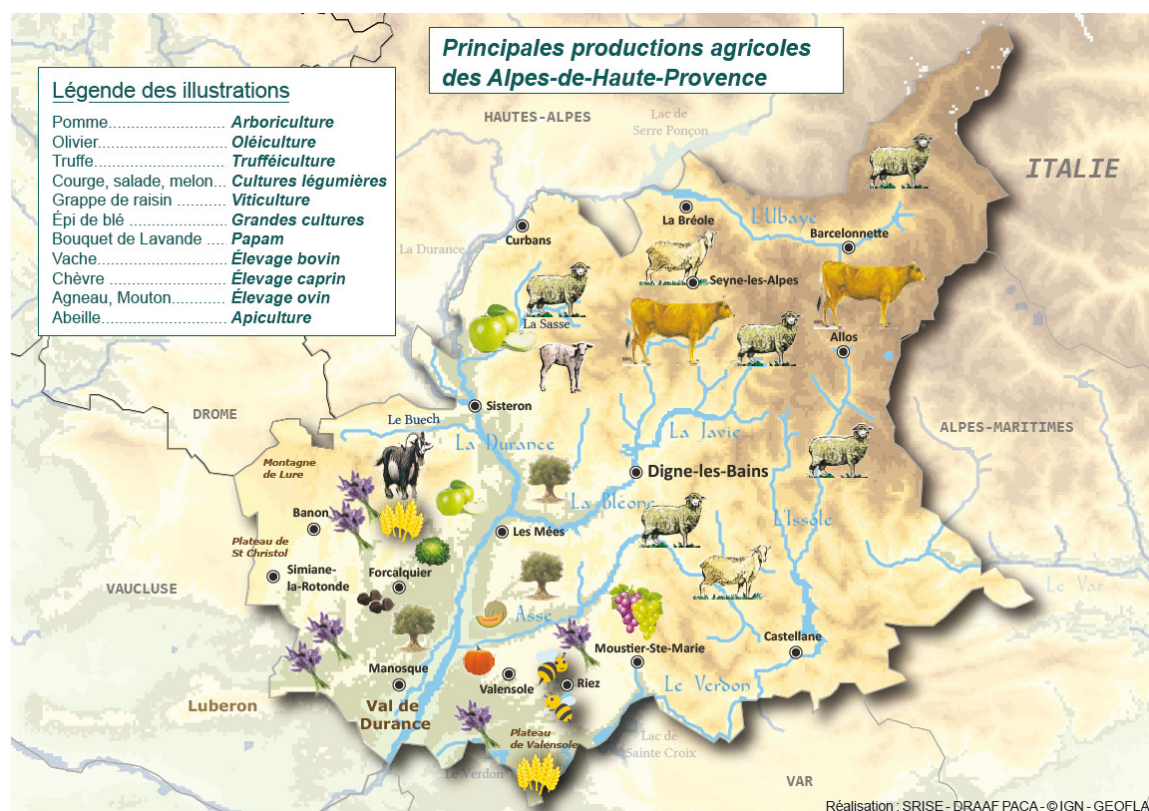 Principales productions agricoles
des Alpes-de-Haute-Provence
Légende des illustrations
Pomme............................ Arboriculture
Olivier............................. Oléiculture
Truffe............................... Trufféiculture
Courge, salade, melon... Cultures légumières
Grappe de raisin ............ Viticulture
Épi de blé ...................... Grandes cultures
Bouquet de Lavande .... Papam
Vache............................. Élevage bovin
Chèvre ........................... Élevage caprin
Agneau, Mouton............. Élevage ovin
Abeille............................ Apiculture
HAUTES-ALPES
Lac de
Serre Ponçon
ITALIE
La Bréole
L'Ubaye
Curbans
Barcelonnette
La Durance
Seyne-les-Alpes
La Sasse
Allos
DROME
Sisteron
Le Buech
La Durance
La Javie
ALPES-MARITIMES
Montagne
de Lure
Digne-les-Bains
La Bléone
Banon
L'Issole
Les Mées
Plateau de
St Christol
Simiane-
la-Rotonde
Forcalquier
VAUCLUSE
Le Var
Asse
Moustier-Ste-Marie
Castellane
Manosque
Valensole
Riez
Le Verdon
Luberon
Val de
Durance
Plateau
de Valensole
Lac de
Sainte Croix
Le Verdon
VAR
Réalisation : SRISE - DRAAF PACA - © IGN - GEOFLA